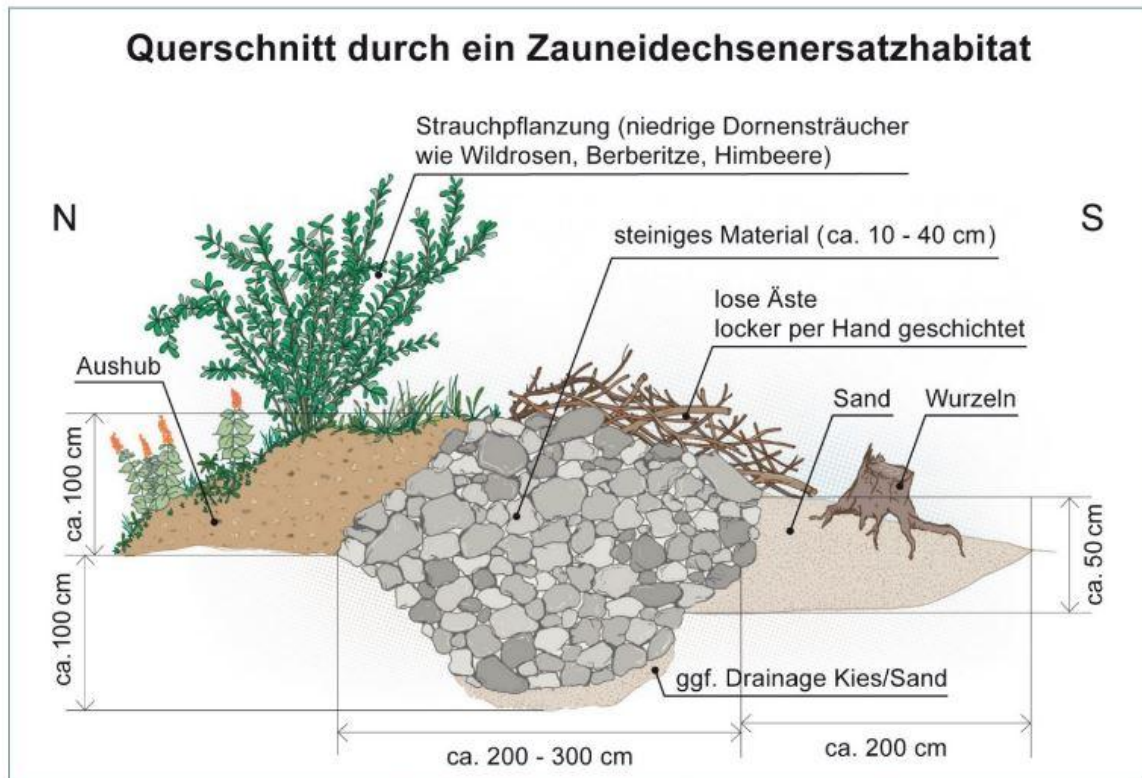 Querschnitt durch ein Zauneidechsenersatzhabitat
Strauchpflanzung (niedrige Dornensträucher
wie Wildrosen, Berberitze, Himbeere)
N
S
steiniges Material (ca. 10 - 40 cm)
lose Äste
locker per Hand geschichtet
Aushub
Sand
Wurzeln
ca. 100 cm
ca. 50 cm
ca. 100 cm
ggf. Drainage Kies/Sand
ca. 200 - 300 cm
ca. 200 cm